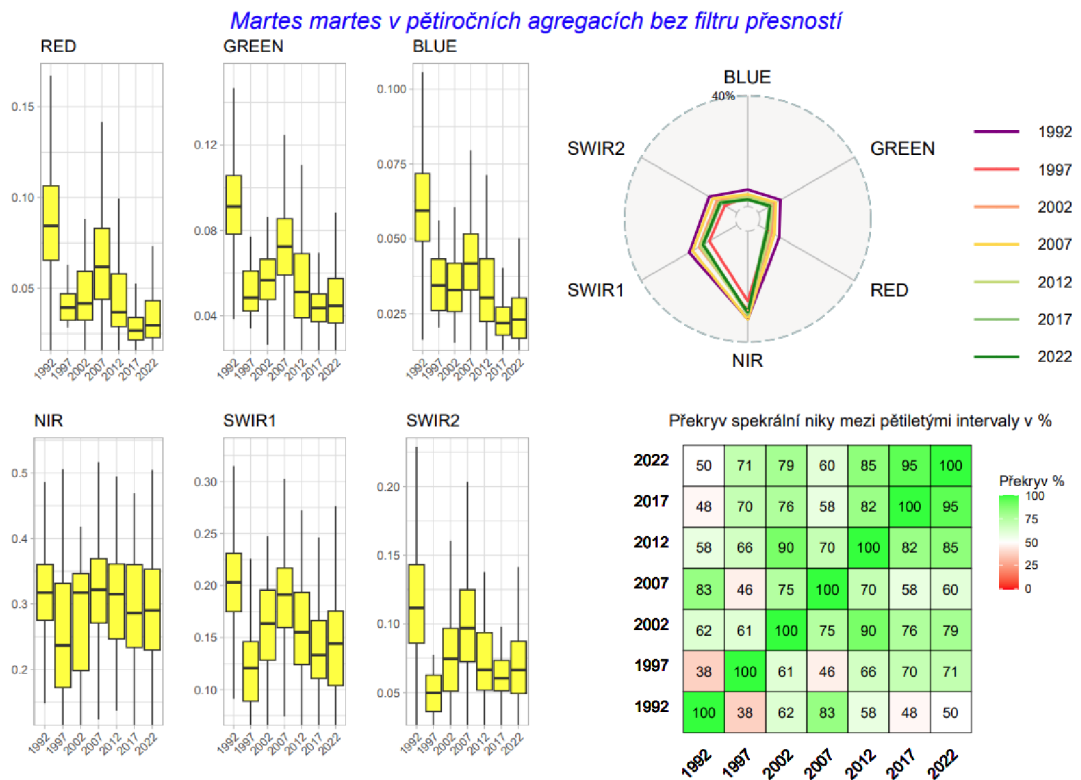 Martes martes v pětiročních agregacích bez filtru přesností
RED
0.15
0.10
0.05
1992 1997 2002 2007 2012 2017 2022
GREEN
0.12
0.08
0.04
1992 1997 2002 2007 2012 2017 2022
BLUE
0.100
0.075
0.050
0.025
1992 1997 2002 2007 2012 2017 2022
BLUE
40%
GREEN
RED
NIR
SWIR1
SWIR2
1992
1997
2002
2007
2012
2017
2022
NIR
0.5
0.4
0.3
0.2
1992 1997 2002 2007 2012 2017 2022
SWIR1
0.30
0.25
0.20
0.15
0.10
1992 1997 2002 2007 2012 2017 2022
SWIR2
0.20
0.15
0.10
0.05
1992 1997 2002 2007 2012 2017 2022
Překryv spekrální niky mezi pětiletými intervaly v %
2022 50 71 79 60 85 95 100
2017 48 70 76 58 82 100 95
2012 58 66 90 70 100 82 85
2007 83 46 75 100 70 58 60
2002 62 61 100 75 90 76 79
1997 38 100 61 46 66 70 71
1992 100 38 62 83 58 48 50
1992 1997 2002 2007 2012 2017 2022
Překryv %
100
75
50
25
0